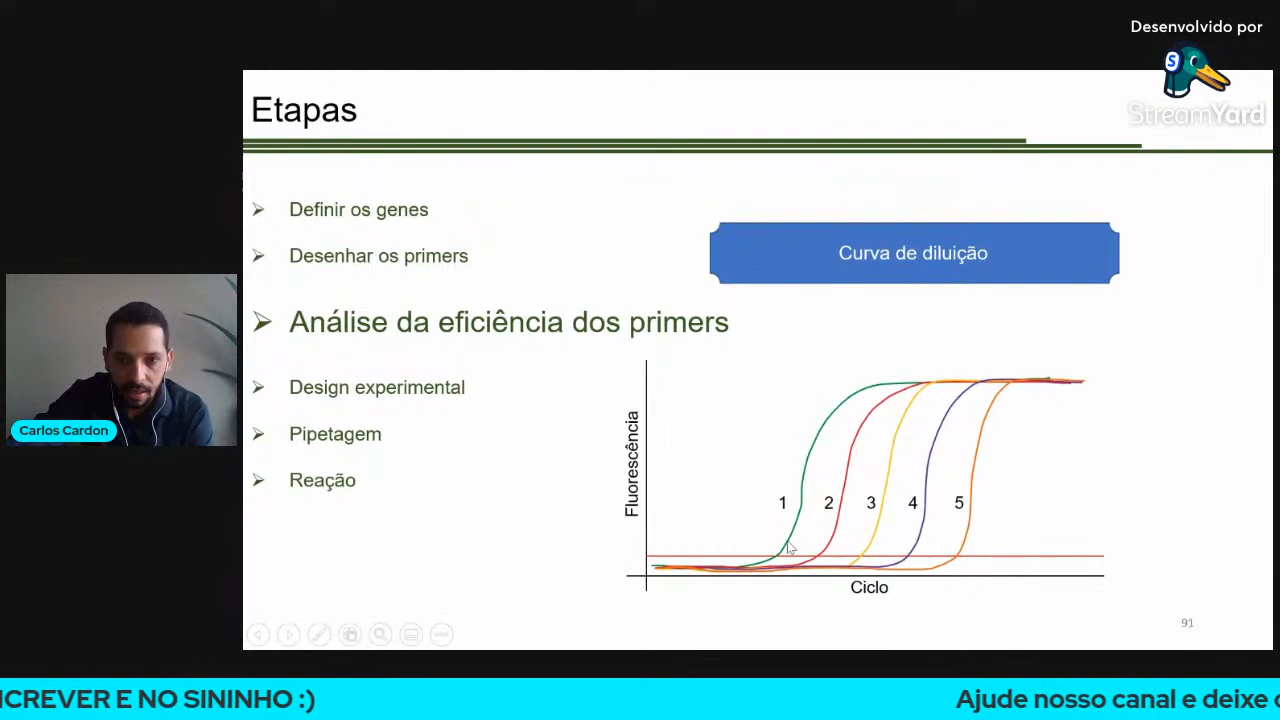 Desenvolvido por
StreamYard
Etapas
Definir os genes
Desenhar os primers
Curva de diluição
Análise da eficiência dos primers
Design experimental
Pipetagem
Reação
Fluorescência
1 2 3 4 5
Ciclo
91
Carlos Cardon
CREVER E NO SININHO :) Ajude nosso canal e deixe